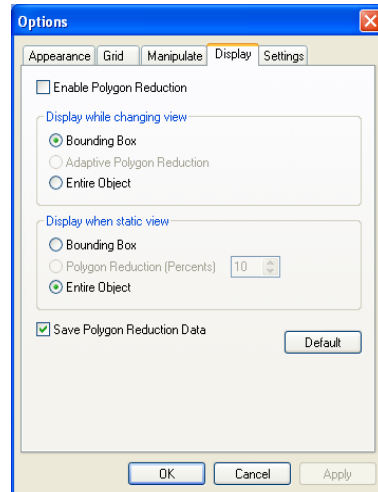 Options
Appearance Grid Manipulate Display Settings
Enable Polygon Reduction
Display while changing view
Bounding Box
Adaptive Polygon Reduction
Entire Object
Display when static view
Bounding Box
Polygon Reduction (Percents) 10
Entire Object
Save Polygon Reduction Data
Default
OK Cancel Apply